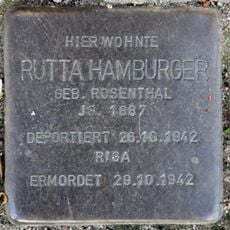 HIER WOHNTE
RUTTA HAMBURGER
GEB. ROSENTHAL
JG. 1887
DEPORTIERT 26.10.1942
RIGA
ERMORDET 29.10.1942